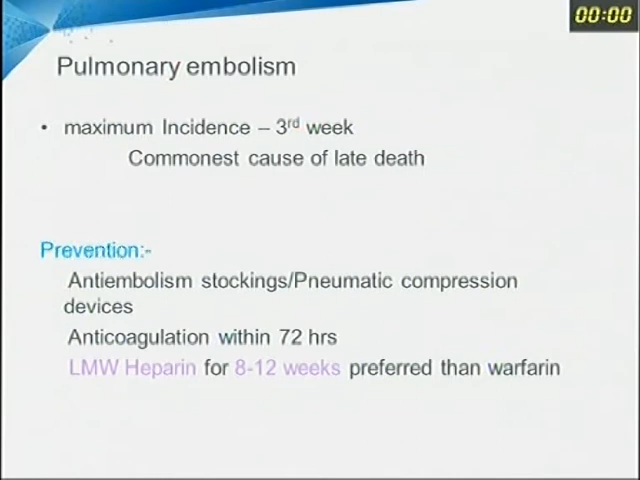 00:00
Pulmonary embolism
• maximum Incidence – 3rd week
Commonest cause of late death
Prevention:-
Antiembolism stockings/Pneumatic compression
devices
Anticoagulation within 72 hrs
LMW Heparin for 8-12 weeks preferred than warfarin